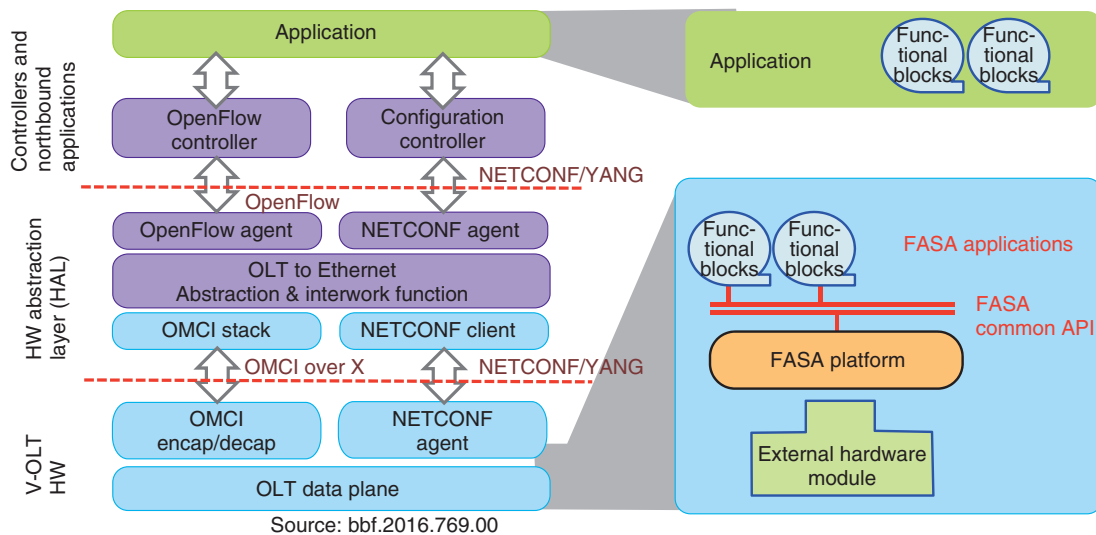 Controllers and
northbound
applications
Application
OpenFlow
controller
Configuration
controller
NETCONF/YANG
OpenFlow
HW abstraction
layer (HAL)
OpenFlow agent
NETCONF agent
OLT to Ethernet
Abstraction & interwork function
OMCI stack
NETCONF client
OMCI over X
NETCONF/YANG
V-OLT
HW
OMCI
encap/decap
NETCONF
agent
OLT data plane
Source: bbf.2016.769.00
Application
Func-
tional
blocks
Func-
tional
blocks
Func-
tional
blocks
Func-
tional
blocks
FASA applications
FASA
common API
FASA platform
External hardware
module